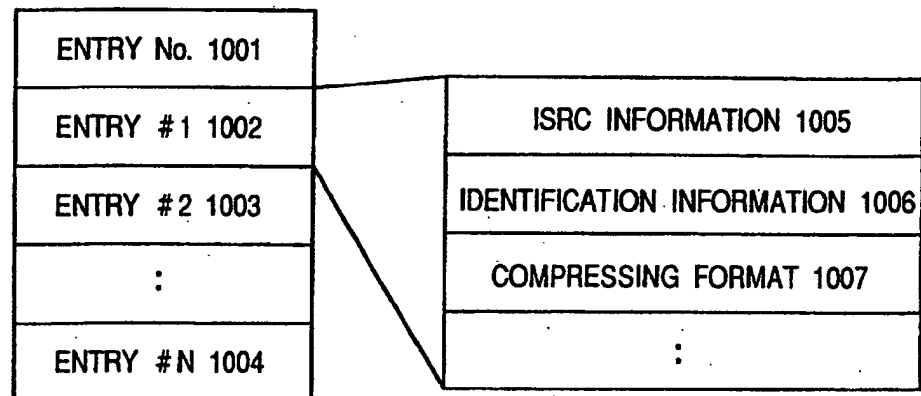 ENTRY No. 1001
ENTRY #1 1002
ENTRY #2 1003
:
ENTRY #N 1004
ISRC INFORMATION 1005
IDENTIFICATION INFORMATION 1006
COMPRESSING FORMAT 1007
: